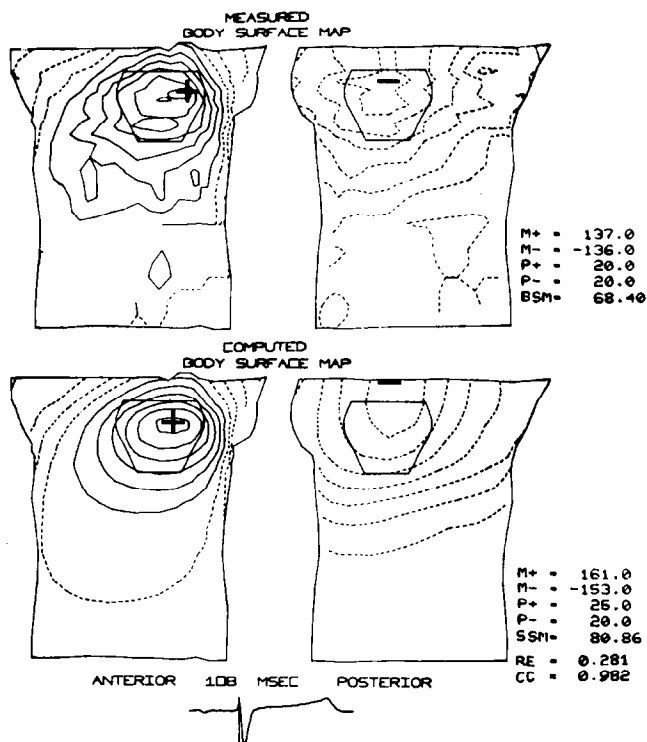 MEASURED
BODY SURFACE MAP
M+ = 137.0
M- = -136.0
P+ = 20.0
P- = 20.0
BSM= 68.40
COMPUTED
BODY SURFACE MAP
M+ = 161.0
M- = -153.0
P+ = 25.0
P- = 20.0
SSM= 80.86
RE = 0.281
CC = 0.982
ANTERIOR 108 MSEC POSTERIOR